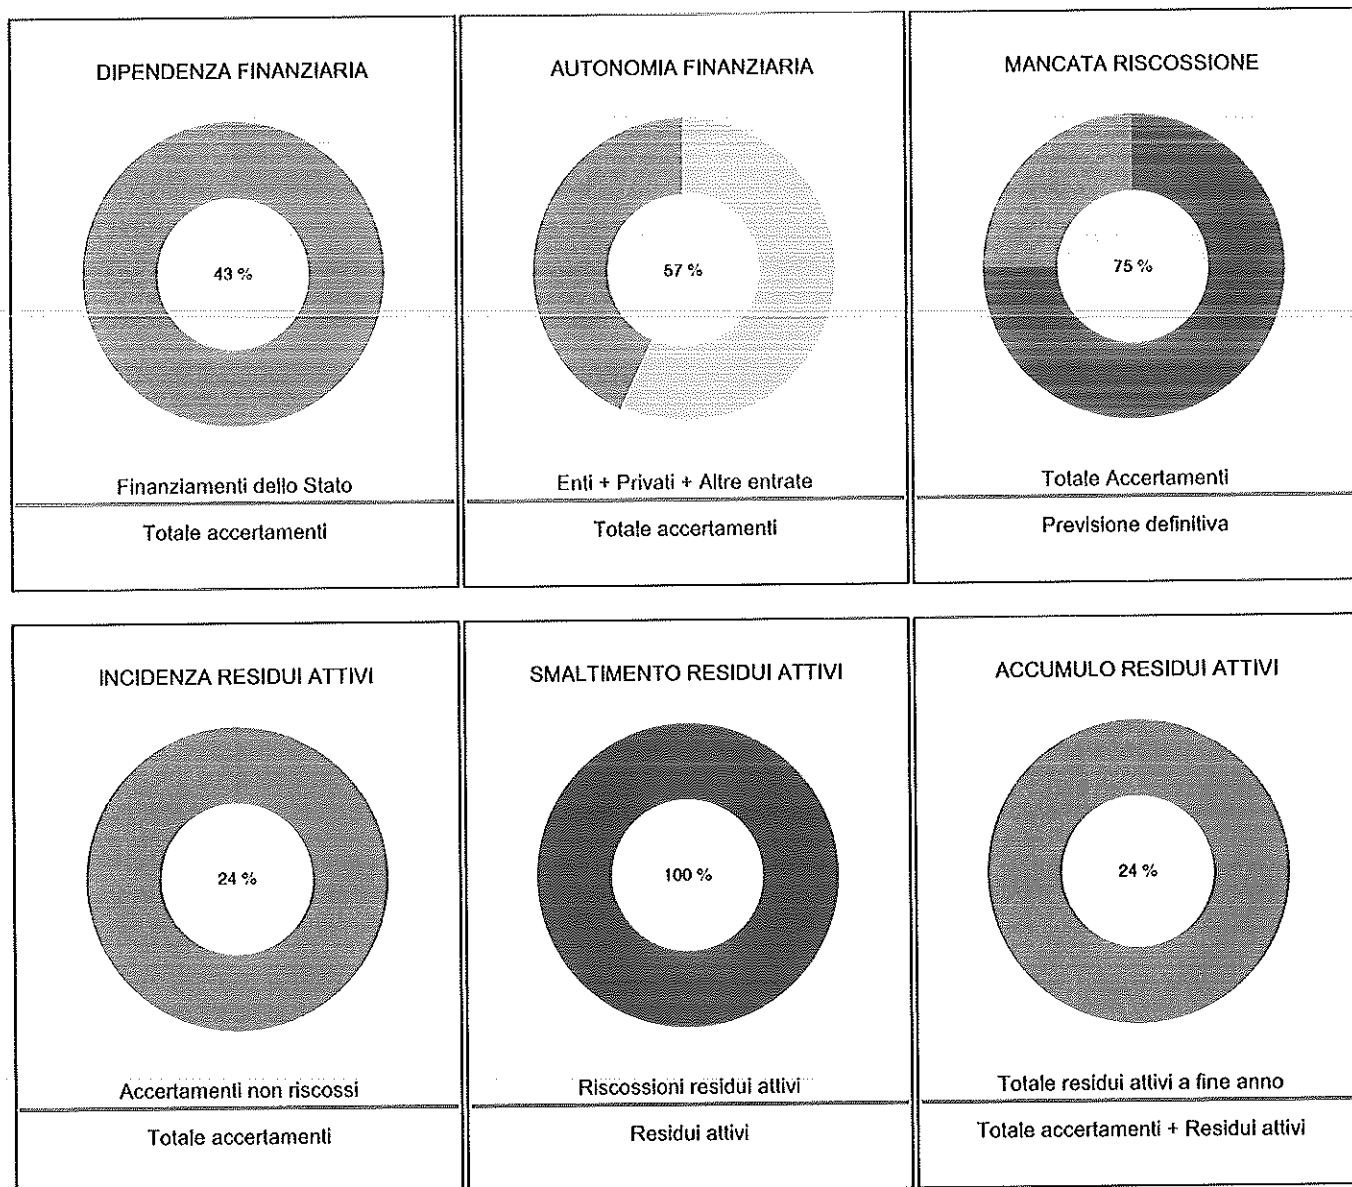 DIPENDENZA FINANZIARIA
43 %
Finanziamenti dello Stato
Totale accertamenti
AUTONOMIA FINANZIARIA
57 %
Enti + Privati + Altre entrate
Totale accertamenti
MANCATA RISCOSSIONE
75 %
Totale Accertamenti
Previsione definitiva
INCIDENZA RESIDUI ATTIVI
24 %
Accertamenti non riscossi
Totale accertamenti
SMALTIMENTO RESIDUI ATTIVI
100 %
Riscossioni residui attivi
Residui attivi
ACCUMULO RESIDUI ATTIVI
24 %
Totale residui attivi a fine anno
Totale accertamenti + Residui attivi